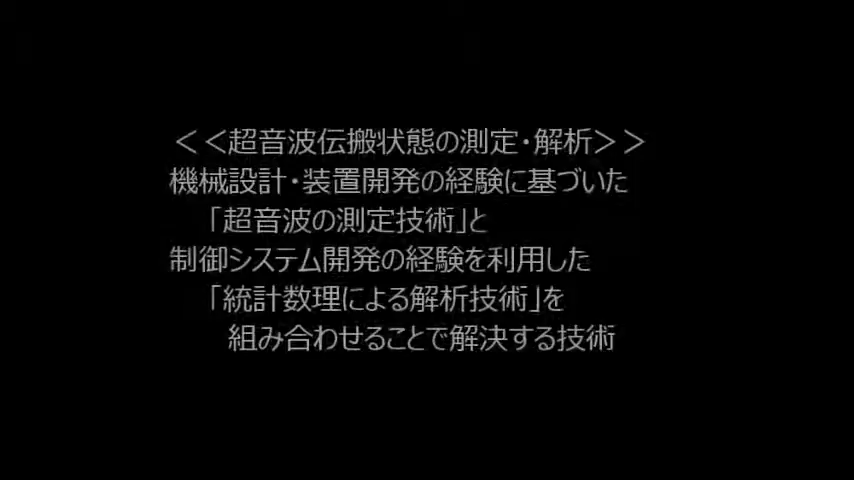 ＜＜超音波伝搬状態の測定・解析＞＞
機械設計・装置開発の経験に基づいた
「超音波の測定技術」と
制御システム開発の経験を利用した
「統計数理による解析技術」を
組み合わせることで解決する技術